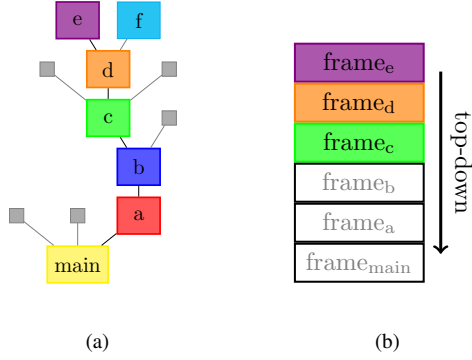 e
f
d
c
b
a
main
(a)
frame_e
frame_d
frame_c
frame_b
frame_a
frame_main
top-down
(b)